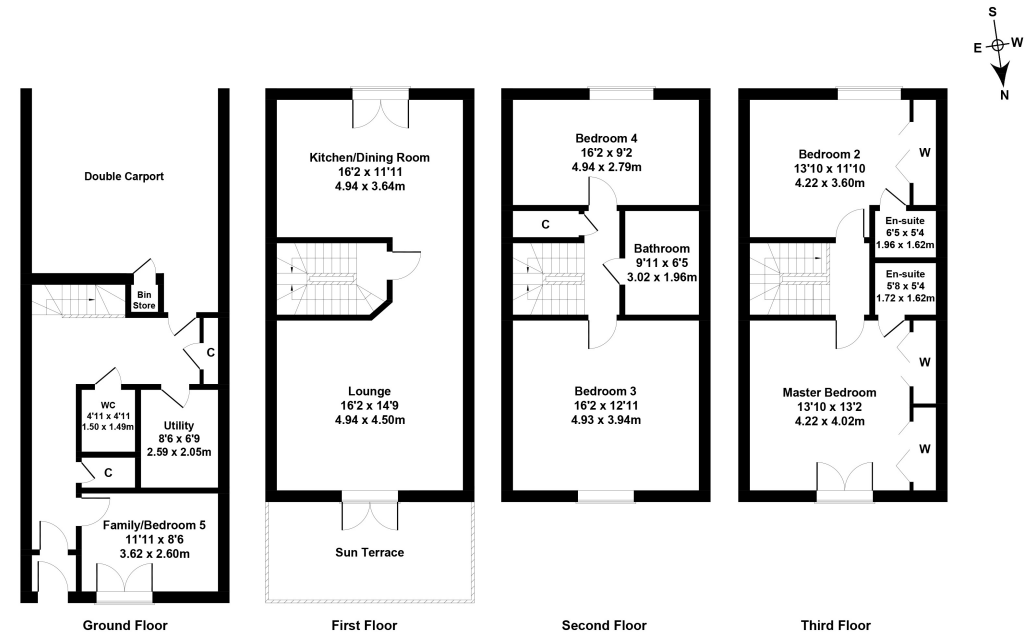 S
E
W
N
Double Carport
Bin
Store
C
WC
4'11 x 4'11
1.50 x 1.49m
Utility
8'6 x 6'9
2.59 x 2.05m
C
Family/Bedroom 5
11'11 x 8'6
3.62 x 2.60m
Ground Floor
Kitchen/Dining Room
16'2 x 11'11
4.94 x 3.64m
Lounge
16'2 x 14'9
4.94 x 4.50m
Sun Terrace
First Floor
Bedroom 4
16'2 x 9'2
4.94 x 2.79m
C
Bathroom
9'11 x 6'5
3.02 x 1.96m
Bedroom 3
16'2 x 12'11
4.93 x 3.94m
Second Floor
Bedroom 2
13'10 x 11'10
4.22 x 3.60m
W
En-suite
6'5 x 5'4
1.96 x 1.62m
En-suite
5'8 x 5'4
1.72 x 1.62m
W
Master Bedroom
13'10 x 13'2
4.22 x 4.02m
W
Third Floor